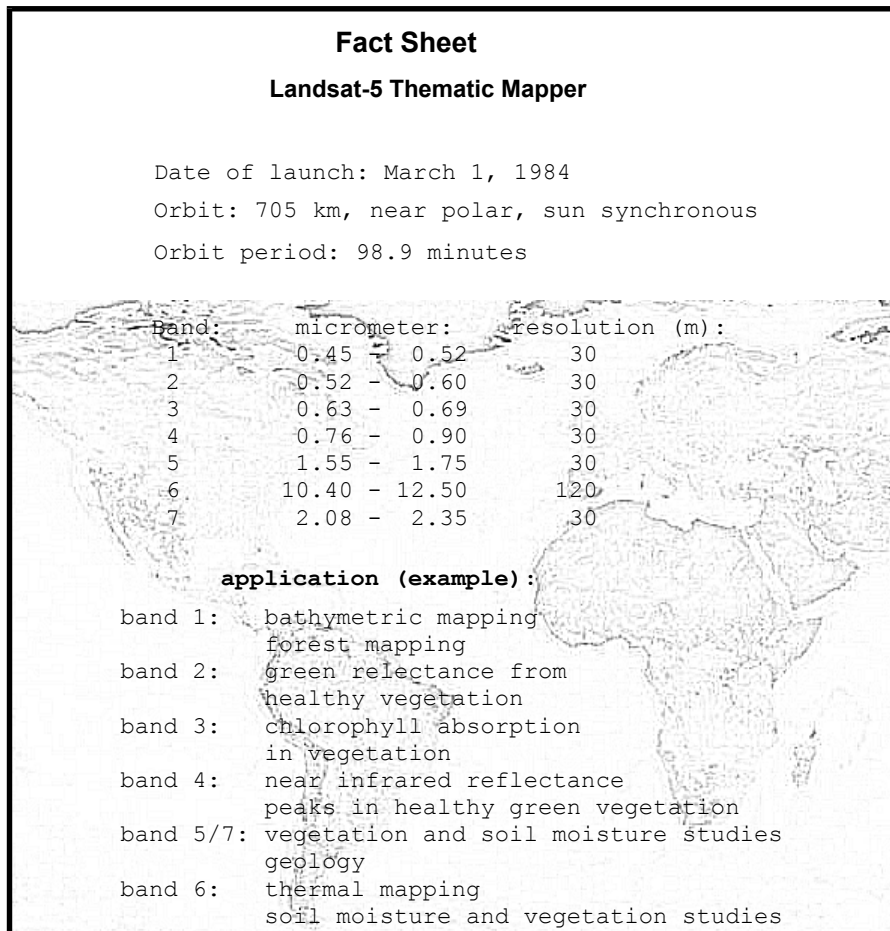 Fact Sheet
Landsat-5 Thematic Mapper
Date of launch: March 1, 1984
Orbit: 705 km, near polar, sun synchronous
Orbit period: 98.9 minutes
Band: micrometer: resolution (m):
1 0.45 - 0.52 30
2 0.52 - 0.60 30
3 0.63 - 0.69 30
4 0.76 - 0.90 30
5 1.55 - 1.75 30
6 10.40 - 12.50 120
7 2.08 - 2.35 30
application (example):
band 1: bathymetric mapping
forest mapping
band 2: green relectance from
healthy vegetation
band 3: chlorophyll absorption
in vegetation
band 4: near infrared reflectance
peaks in healthy green vegetation
band 5/7: vegetation and soil moisture studies
geology
band 6: thermal mapping
soil moisture and vegetation studies